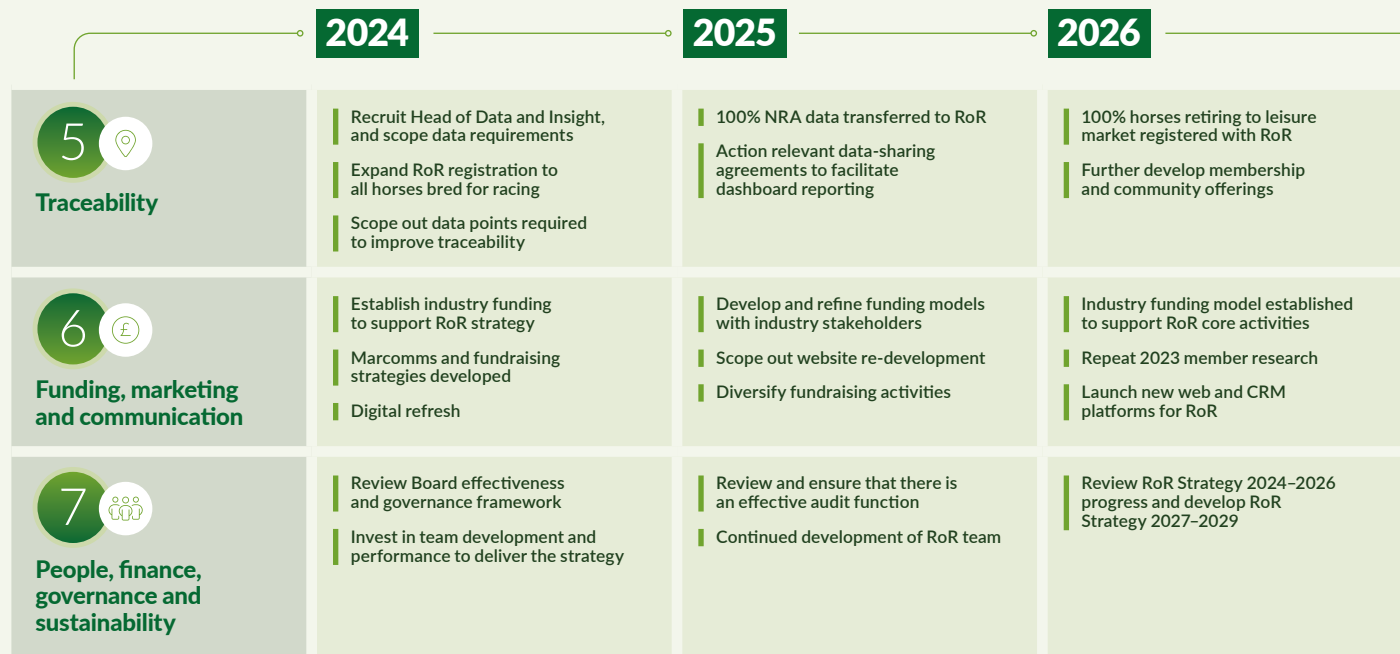 2024
2025
2026
5
Traceability
Recruit Head of Data and Insight,
and scope data requirements
Expand RoR registration to
all horses bred for racing
Scope out data points required
to improve traceability
100% NRA data transferred to RoR
Action relevant data-sharing
agreements to facilitate
dashboard reporting
100% horses retiring to leisure
market registered with RoR
Further develop membership
and community offerings
6
£
Funding, marketing
and communication
Establish industry funding
to support RoR strategy
Marcomms and fundraising
strategies developed
Digital refresh
Develop and refine funding models
with industry stakeholders
Scope out website re-development
Diversify fundraising activities
Industry funding model established
to support RoR core activities
Repeat 2023 member research
Launch new web and CRM
platforms for RoR
7
People, finance,
governance and
sustainability
Review Board effectiveness
and governance framework
Invest in team development and
performance to deliver the strategy
Review and ensure that there is
an effective audit function
Continued development of RoR team
Review RoR Strategy 2024–2026
progress and develop RoR
Strategy 2027–2029